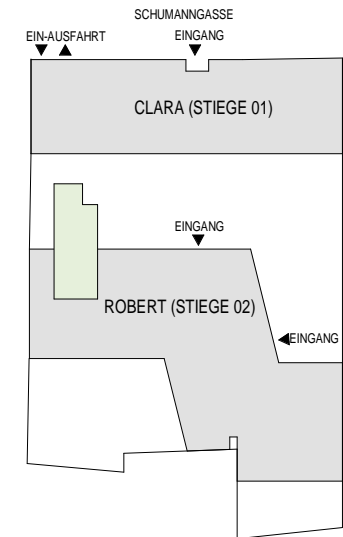 SCHUMANNGASSE
EIN-AUSFAHRT EINGANG
CLARA (STIEGE 01)
EINGANG
ROBERT (STIEGE 02)
EINGANG